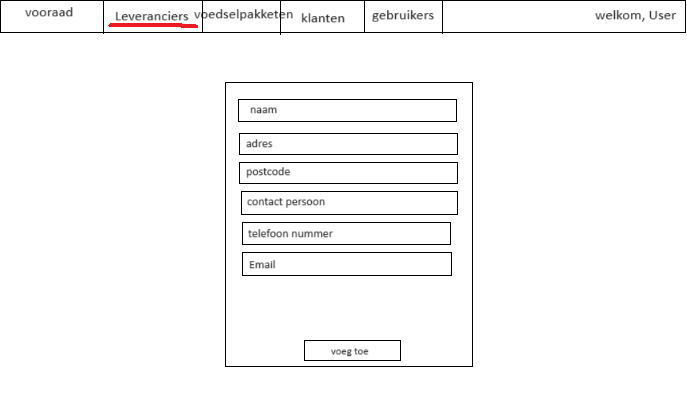 vooraad Leveranciers voedselpakketen klanten gebruikers welkom, User
naam
adres
postcode
contact persoon
telefoon nummer
Email
voeg toe